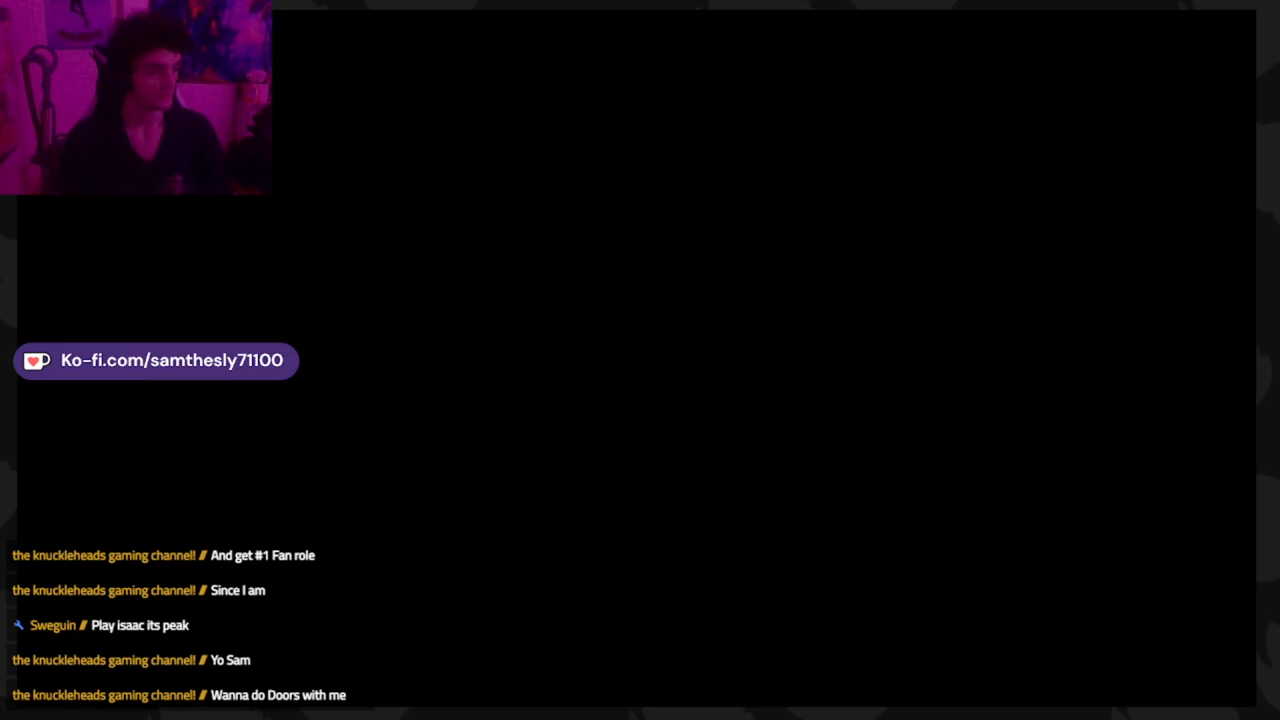 Ko-fi.com/samthesly71100
the knuckleheads gaming channel! // And get #1 Fan role
the knuckleheads gaming channel! // Since I am
Sweguin // Play isaac its peak
the knuckleheads gaming channel! // Yo Sam
the knuckleheads gaming channel! // Wanna do Doors with me